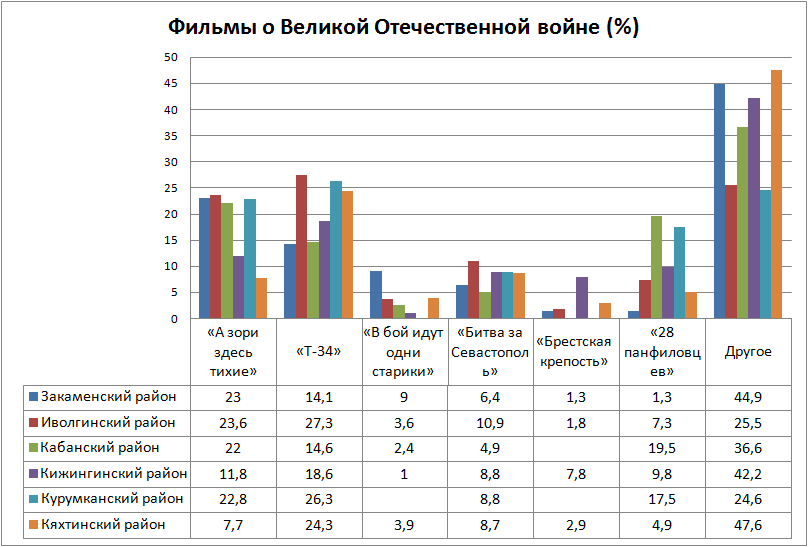 Фильмы о Великой Отечественной войне (%)
50
45
40
35
30
25
20
15
10
5
0
«А зори здесь тихие»
«Т-34»
«В бой идут одни старики»
«Битва за Севастополь»
«Брестская крепость»
«28 панфиловцев»
Другое
Закаменский район 23 14,1 9 6,4 1,3 1,3 44,9
Иволгинский район 23,6 27,3 3,6 10,9 1,8 7,3 25,5
Кабанский район 22 14,6 2,4 4,9 19,5 36,6
Кижингинский район 11,8 18,6 1 8,8 7,8 9,8 42,2
Курумканский район 22,8 26,3 8,8 17,5 24,6
Кяхтинский район 7,7 24,3 3,9 8,7 2,9 4,9 47,6